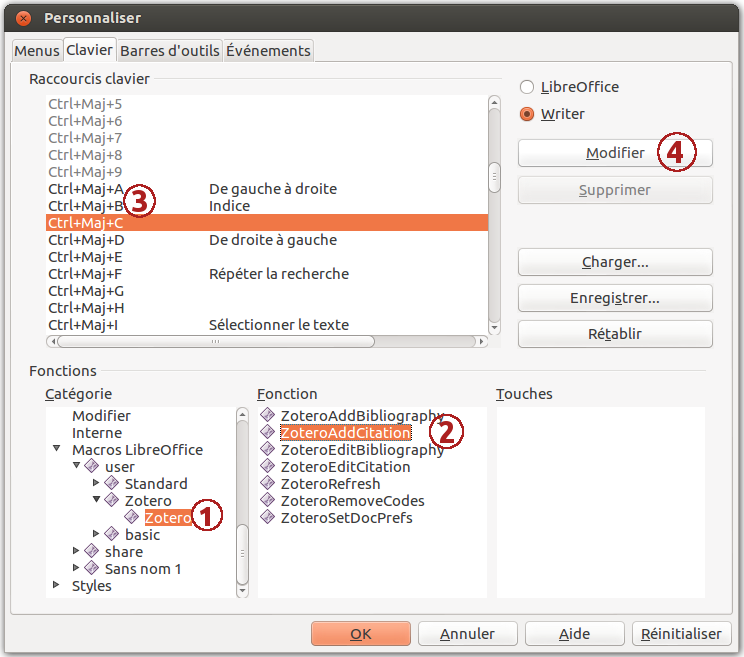 Personnaliser
Menus Clavier Barres d'outils Événements
Raccourcis clavier
Ctrl+Maj+5
Ctrl+Maj+6
Ctrl+Maj+7
Ctrl+Maj+8
Ctrl+Maj+9
Ctrl+Maj+A De gauche à droite
Ctrl+Maj+B Indice
3
Ctrl+Maj+C
Ctrl+Maj+D De droite à gauche
Ctrl+Maj+E
Ctrl+Maj+F Répéter la recherche
Ctrl+Maj+G
Ctrl+Maj+H
Ctrl+Maj+I Sélectionner le texte
LibreOffice
Writer
Modifier 4
Supprimer
Charger...
Enregistrer...
Rétablir
Fonctions
Catégorie
Modifier
Interne
Macros LibreOffice
user
Standard
Zotero
Zotero 1
basic
share
Sans nom 1
Styles
Fonction
ZoteroAddBibliography
ZoteroAddCitation 2
ZoteroEditBibliography
ZoteroEditCitation
ZoteroRefresh
ZoteroRemoveCodes
ZoteroSetDocPrefs
Touches
OK Annuler Aide Réinitialiser